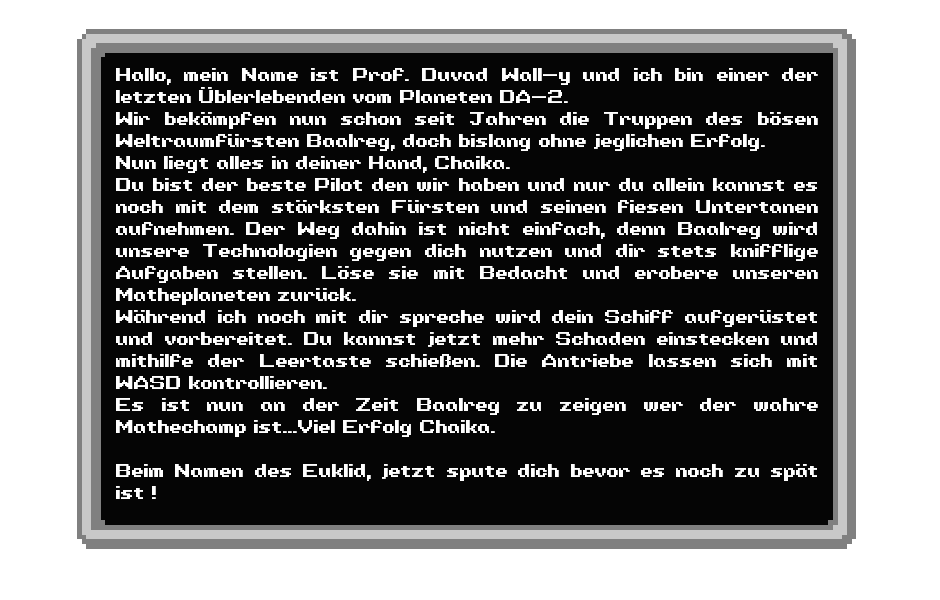 Hallo, mein Name ist Prof. Duvad Wall-y und ich bin einer der
letzten Üblerlebenden vom Planeten DA-2.
Wir bekämpfen nun schon seit Jahren die Truppen des bösen
Weltraumfürsten Baalreg, doch bislang ohne jeglichen Erfolg.
Nun liegt alles in deiner Hand, Chaika.
Du bist der beste Pilot den wir haben und nur du allein kannst es
noch mit dem stärksten Fürsten und seinen fiesen Untertanen
aufnehmen. Der Weg dahin ist nicht einfach, denn Baalreg wird
unsere Technologien gegen dich nutzen und dir stets knifflige
Aufgaben stellen. Löse sie mit Bedacht und erobere unseren
Matheplaneten zurück.
Während ich noch mit dir spreche wird dein Schiff aufgerüstet
und vorbereitet. Du kannst jetzt mehr Schaden einstecken und
mithilfe der Leertaste schießen. Die Antriebe lassen sich mit
WASD kontrollieren.
Es ist nun an der Zeit Baalreg zu zeigen wer der wahre
Mathechamp ist...Viel Erfolg Chaika.
Beim Namen des Euklid, jetzt spute dich bevor es noch zu spät
ist !